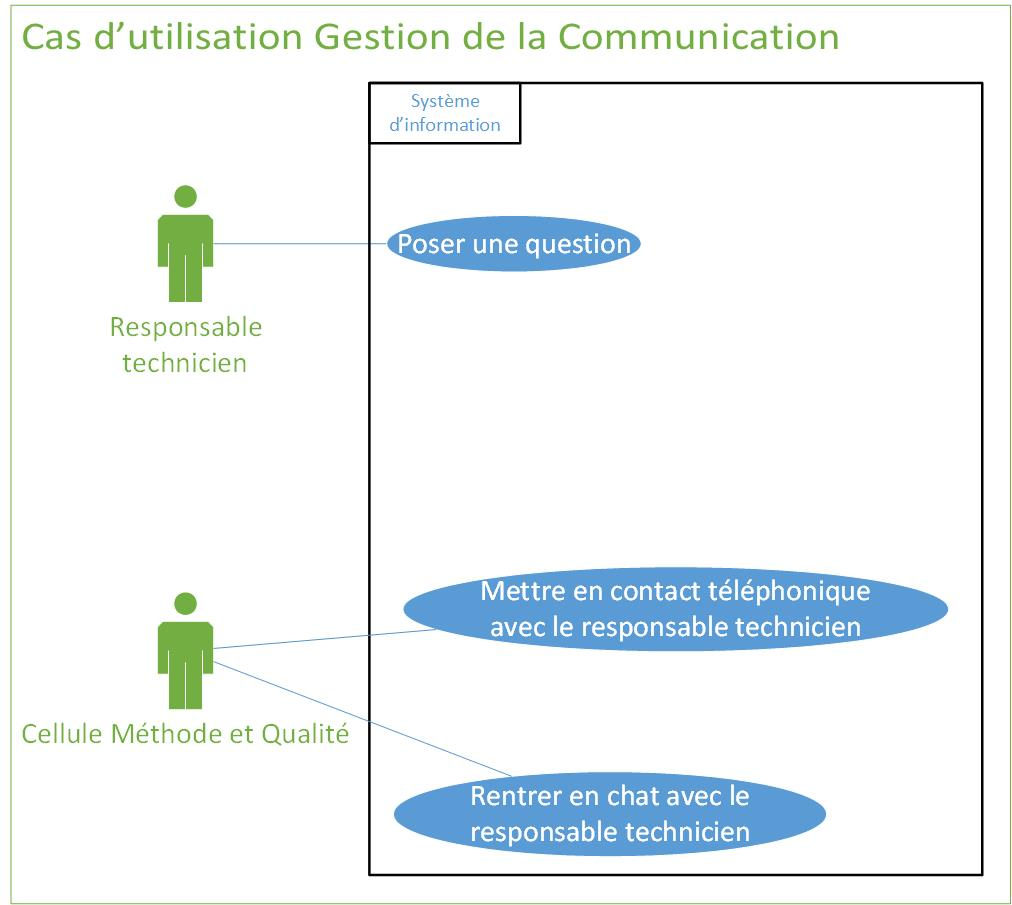 Cas d’utilisation Gestion de la Communication
Système
d’information
Poser une question
Responsable
technicien
Mettre en contact téléphonique
avec le responsable technicien
Cellule Méthode et Qualité
Rentrer en chat avec le
responsable technicien